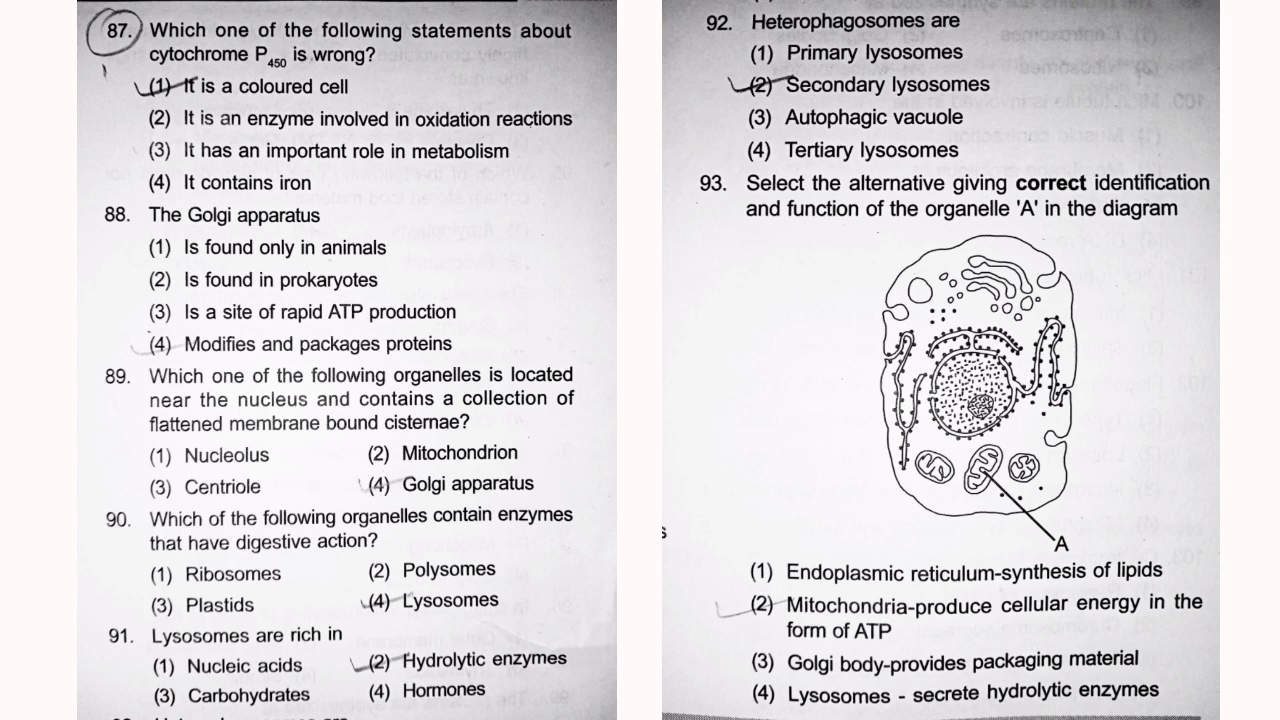 87. Which one of the following statements about
cytochrome P450 is wrong?
(1) It is a coloured cell
(2) It is an enzyme involved in oxidation reactions
(3) It has an important role in metabolism
(4) It contains iron
88. The Golgi apparatus
(1) Is found only in animals
(2) Is found in prokaryotes
(3) Is a site of rapid ATP production
(4) Modifies and packages proteins
89. Which one of the following organelles is located
near the nucleus and contains a collection of
flattened membrane bound cisternae?
(1) Nucleolus (2) Mitochondrion
(3) Centriole (4) Golgi apparatus
90. Which of the following organelles contain enzymes
that have digestive action?
(1) Ribosomes (2) Polysomes
(3) Plastids (4) Lysosomes
91. Lysosomes are rich in
(1) Nucleic acids (2) Hydrolytic enzymes
(3) Carbohydrates (4) Hormones
92. Heterophagosomes are
(1) Primary lysosomes
(2) Secondary lysosomes
(3) Autophagic vacuole
(4) Tertiary lysosomes
93. Select the alternative giving correct identification
and function of the organelle 'A' in the diagram
A
(1) Endoplasmic reticulum-synthesis of lipids
(2) Mitochondria-produce cellular energy in the
form of ATP
(3) Golgi body-provides packaging material
(4) Lysosomes - secrete hydrolytic enzymes